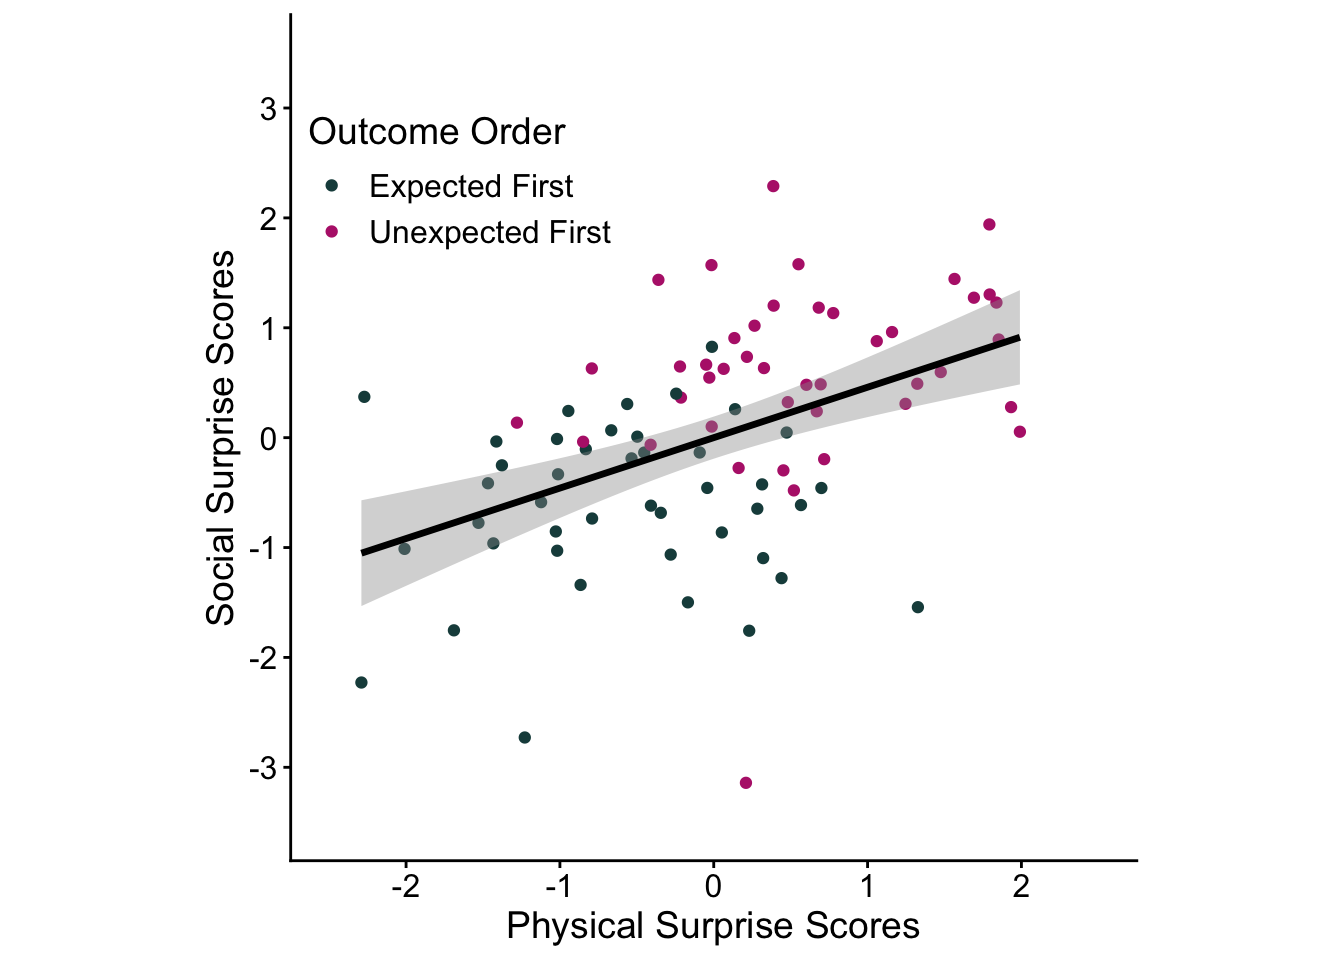 Outcome Order
Expected First
Unexpected First
Social Surprise Scores
3
2
1
0
-1
-2
-3
-2
-1
0
1
2
Physical Surprise Scores